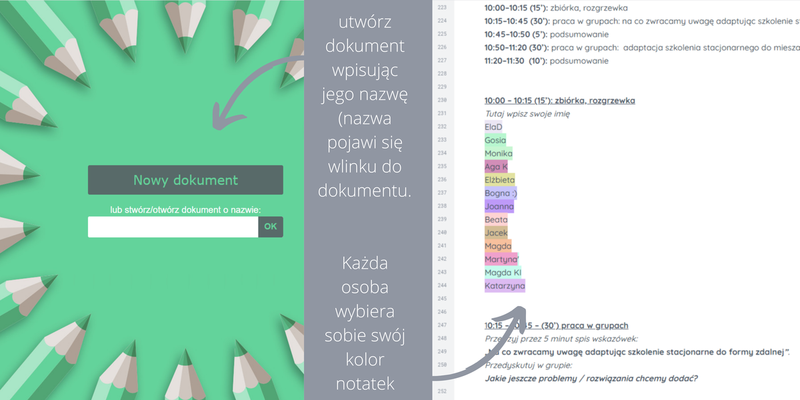 Nowy dokument
lub stwórz/otwórz dokument o nazwie:
OK
utwórz
dokument
wpisując
jego nazwę
(nazwa
pojawi się
wlinku do
dokumentu.
Każda
osoba
wybiera
sobie swój
kolor
notatek
223 10:00-10:15 (15'): zbiórka, rozgrzewka
224 10:15-10:45 (30'): praca w grupach: na co zwracamy uwagę adaptując szkolenie s
225 10:45-10:50 (5'): podsumowanie
226 10:50-11:20 (30'): praca w grupach: adaptacja szkolenia stacjonarnego do miesza
227 11:20-11:30 (10'): podsumowanie
228
229
230 10:00 – 10:15 (15'): zbiórka, rozgrzewka
231 Tutaj wpisz swoje imię
232 ElaD
233 Gosia
234 Monika
235 Aga K
236 Elżbieta
237 Bogna :)
238 Joanna
239 Beata
240 Jacek
241 Magda
242 Martyna'
243 Magda Kl
244 Katarzyna
245
246
247 10:15 – – (30') praca w grupach
248 przez 5 minut spis wskazówek:
249 co zwracamy uwagę adaptując szkolenie stacjonarne do formy zdalnej".
250 Przedyskutuj w grupie:
Jakie jeszcze problemy / rozwiązania chcemy dodać?
252